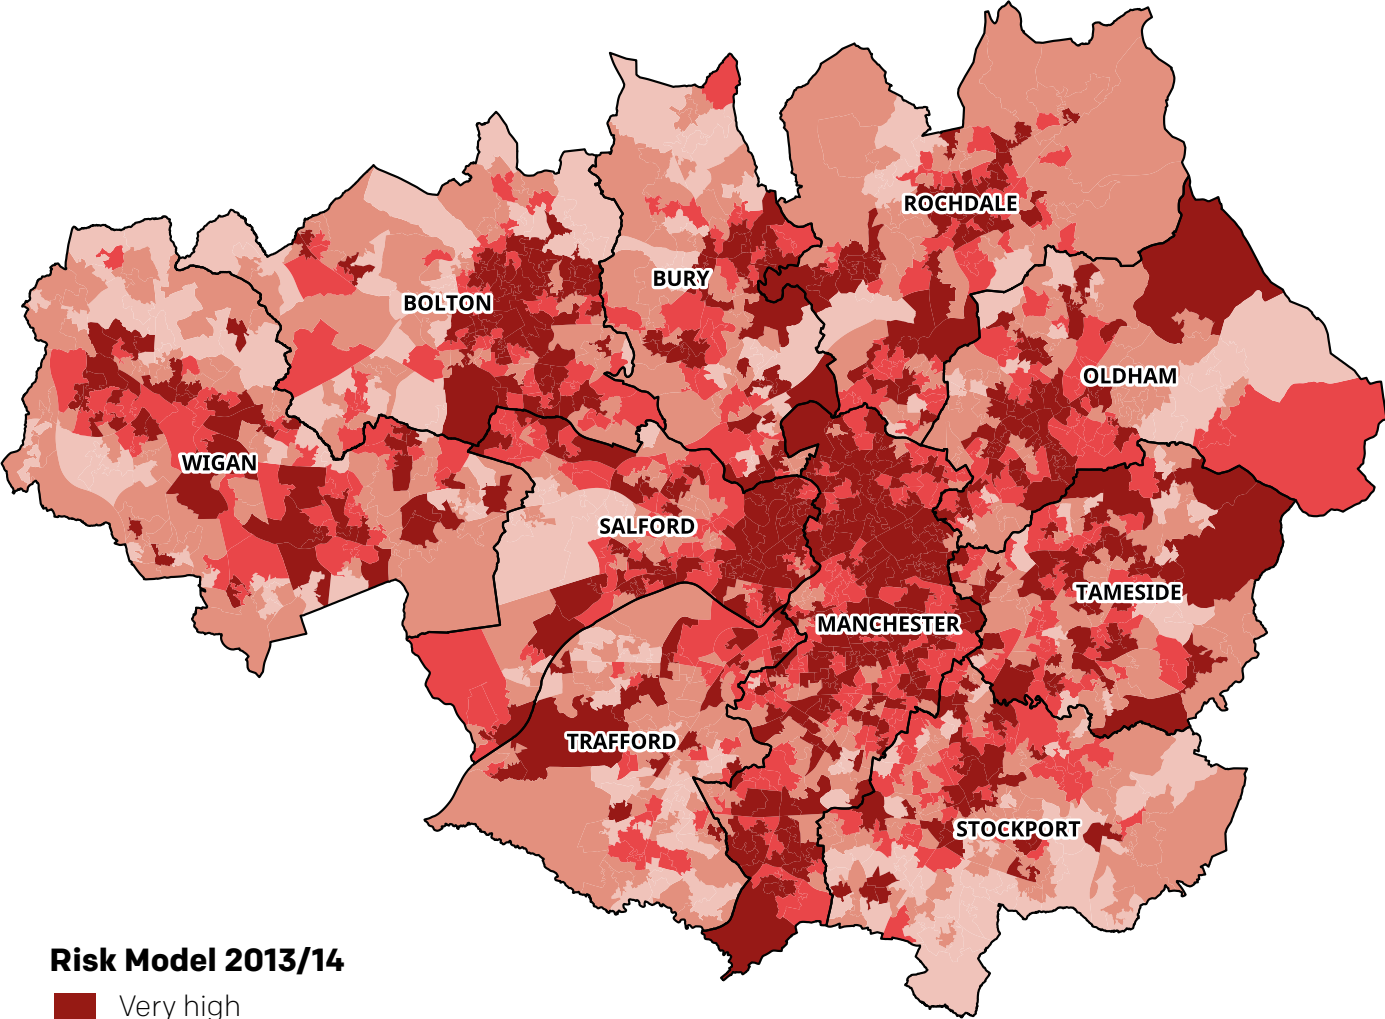 ROCHDALE
BURY
BOLTON
OLDHAM
WIGAN
SALFORD
TAMESIDE
MANCHESTER
TRAFFORD
STOCKPORT
Risk Model 2013/14
Very high